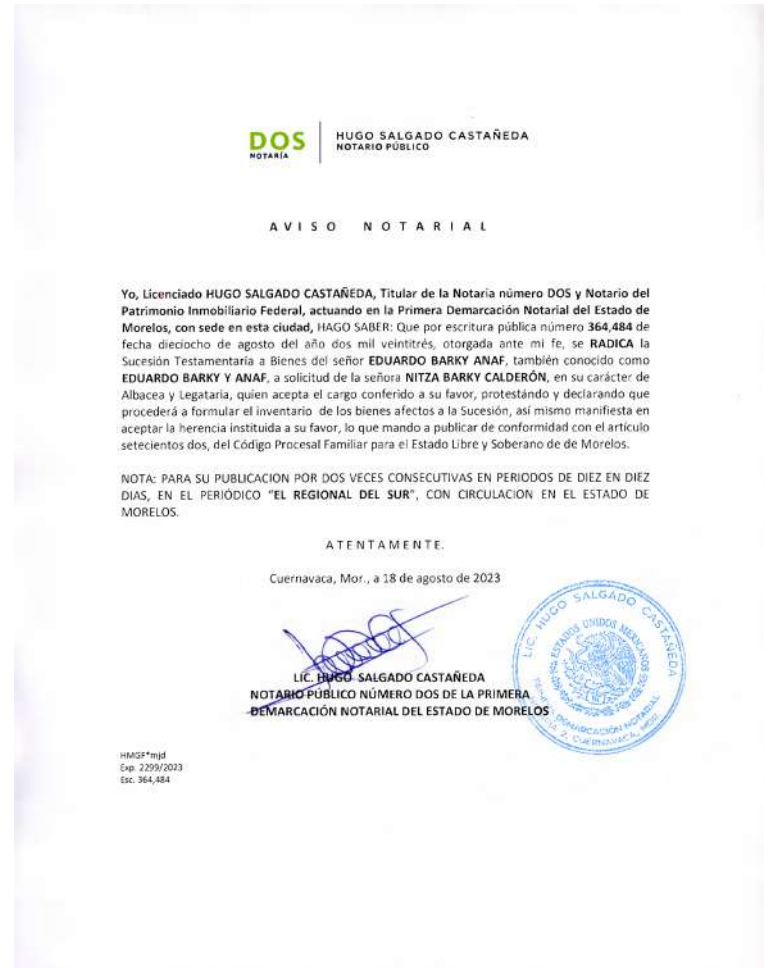 DOS
NOTARÍA
HUGO SALGADO CASTAÑEDA
NOTARIO PÚBLICO
AVISO NOTARIAL
Yo, Licenciado HUGO SALGADO CASTAÑEDA, Titular de la Notaría número DOS y Notario del
Patrimonio Inmobiliario Federal, actuando en la Primera Demarcación Notarial del Estado de
Morelos, con sede en esta ciudad, HAGO SABER: Que por escritura pública número 364,484 de
fecha dieciocho de agosto del año dos mil veintitrés, otorgada ante mi fe, se RADICA la
Sucesión Testamentaria a Bienes del señor EDUARDO BARKY ANAF, también conocido como
EDUARDO BARKY Y ANAF, a solicitud de la señora NITZA BARKY CALDERÓN, en su carácter de
Albacea y Legataria, quien acepta el cargo conferido a su favor, protestándo y declarando que
procederá a formular el inventario de los bienes afectos a la Sucesión, así mismo manifiesta en
aceptar la herencia instituida a su favor, lo que mando a publicar de conformidad con el artículo
setecientos dos, del Código Procesal Familiar para el Estado Libre y Soberano de de Morelos.
NOTA: PARA SU PUBLICACION POR DOS VECES CONSECUTIVAS EN PERIODOS DE DIEZ EN DIEZ
DIAS, EN EL PERIÓDICO "EL REGIONAL DEL SUR", CON CIRCULACION EN EL ESTADO DE
MORELOS.
ATENTAMENTE.
Cuernavaca, Mor., a 18 de agosto de 2023
LIC. HUGO SALGADO CASTAÑEDA
NOTARIO PÚBLICO NÚMERO DOS DE LA PRIMERA
DEMARCACIÓN NOTARIAL DEL ESTADO DE MORELOS
LIC. HUGO SALGADO CASTAÑEDA
ESTADOS UNIDOS MEXICANOS
DEMARCACIÓN NOTARIAL
2, CUERNAVACA, MOR.
HMGF*mjd
Exp. 2299/2023
Esc. 364,484